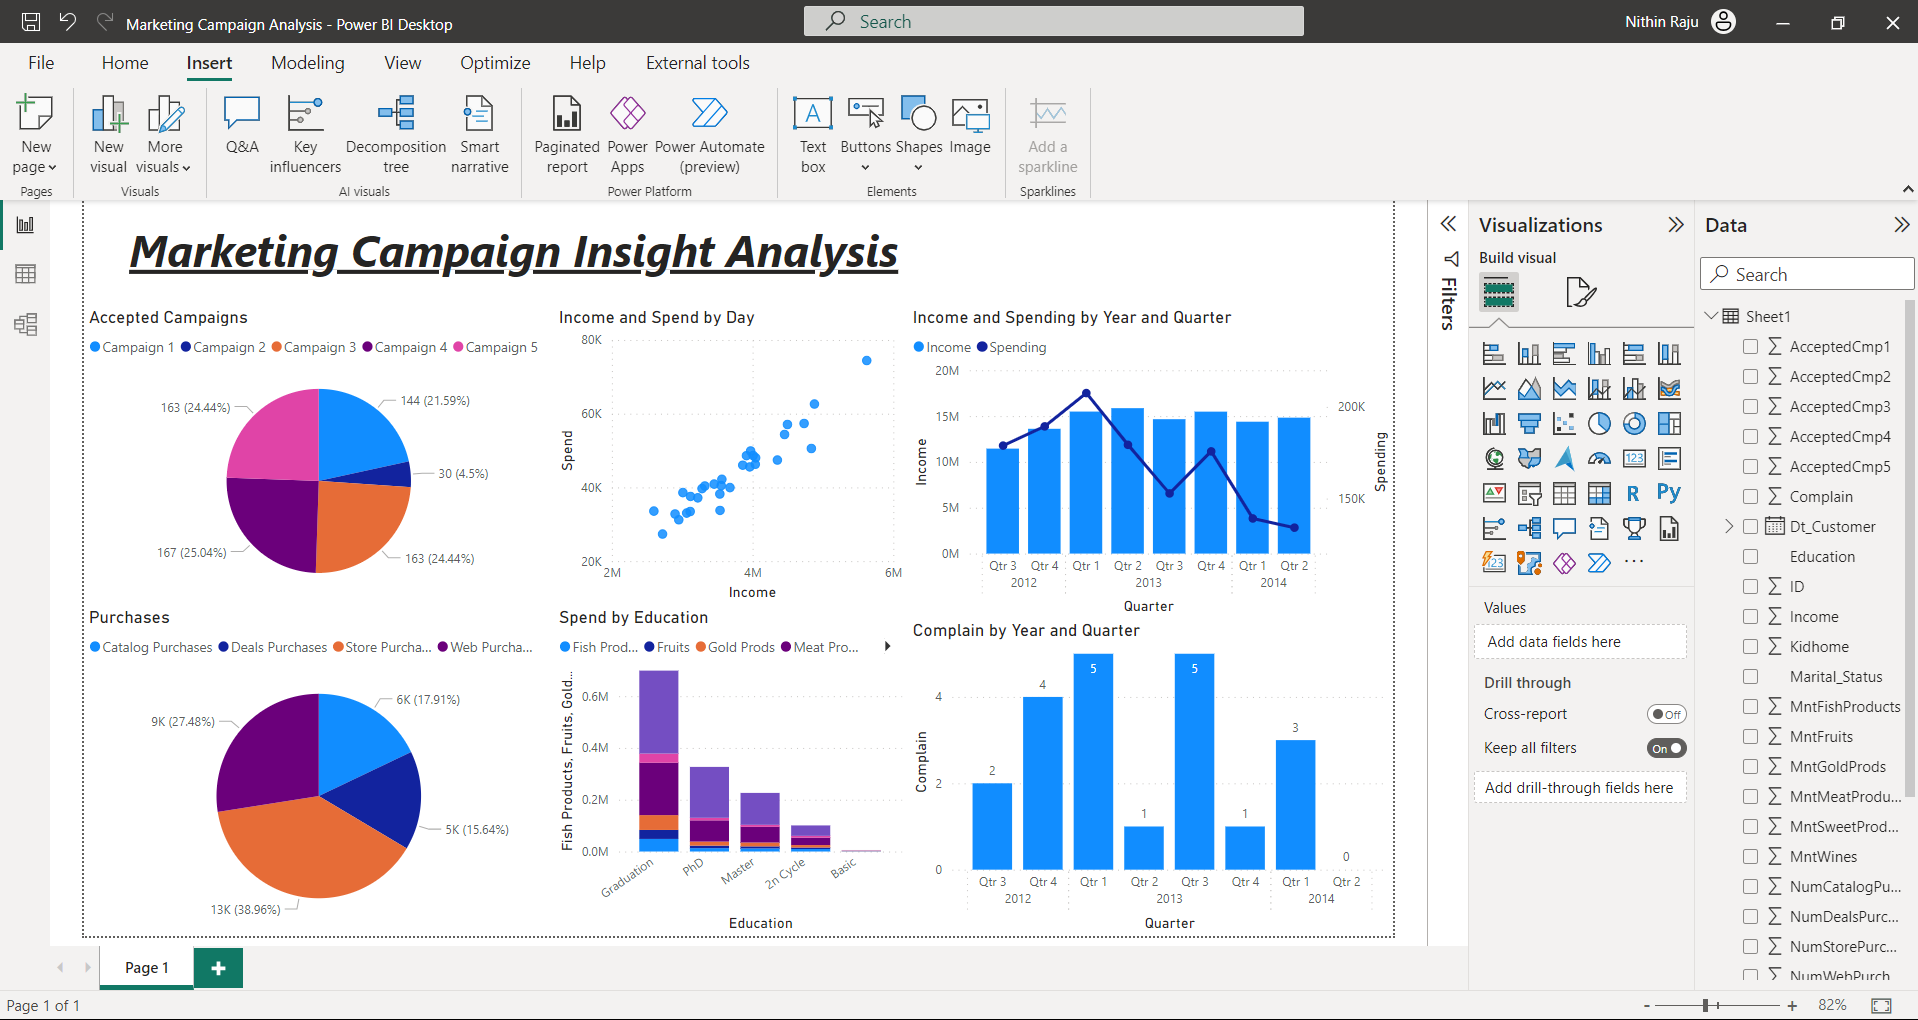 Marketing Campaign Analysis - Power BI Desktop
Search
Nithin Raju
File Home Insert Modeling View Optimize Help External tools
New page
New visual
More visuals
Q&A
Key influencers
Decomposition tree
Smart narrative
Paginated report
Power Apps
Power Automate (preview)
Text box
Buttons
Shapes
Image
Add a sparkline
Pages Visuals AI visuals Power Platform Elements Sparklines
Marketing Campaign Insight Analysis
Accepted Campaigns
Campaign 1 Campaign 2 Campaign 3 Campaign 4 Campaign 5
163 (24.44%)
144 (21.59%)
30 (4.5%)
167 (25.04%)
163 (24.44%)
Income and Spend by Day
80K
60K
40K
20K
Spend
2M 4M 6M
Income
Income and Spending by Year and Quarter
Income Spending
20M
15M
10M
5M
0M
Income
200K
150K
Spending
Qtr 3 Qtr 4 Qtr 1 Qtr 2 Qtr 3 Qtr 4 Qtr 1 Qtr 2
2012 2013 2014
Quarter
Purchases
Catalog Purchases Deals Purchases Store Purcha... Web Purcha...
9K (27.48%)
6K (17.91%)
5K (15.64%)
13K (38.96%)
Spend by Education
Fish Prod... Fruits Gold Prods Meat Pro...
Fish Products, Fruits, Gold...
0.6M
0.4M
0.2M
0.0M
Graduation PhD Master 2n Cycle Basic
Education
Complain by Year and Quarter
Complain
4
2
0
2 4 5 1 5 1 3 0
Qtr 3 Qtr 4 Qtr 1 Qtr 2 Qtr 3 Qtr 4 Qtr 1 Qtr 2
2012 2013 2014
Quarter
Filters
Visualizations
Build visual
123
R
Py
123
...
Values
Add data fields here
Drill through
Cross-report Off
Keep all filters On
Add drill-through fields here
Data
Search
Sheet1
AcceptedCmp1
AcceptedCmp2
AcceptedCmp3
AcceptedCmp4
AcceptedCmp5
Complain
Dt_Customer
Education
ID
Income
Kidhome
Marital_Status
MntFishProducts
MntFruits
MntGoldProds
MntMeatProdu...
MntSweetProd...
MntWines
NumCatalogPu...
NumDealsPurc...
NumStorePurc...
NumWebPurch
Page 1
Page 1 of 1
- + 82%